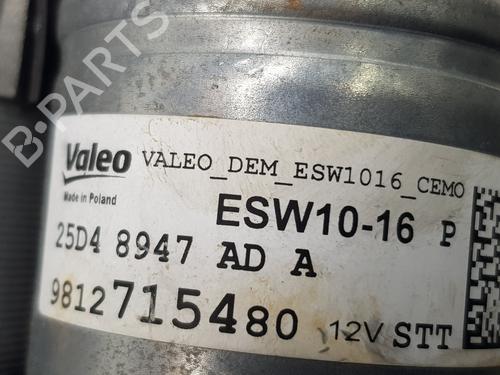 B-PARTS
Valeo VALEO_DEM_ESW1016_CEMO
Made in Poland
ESW10-16 P
25D4 8947 AD A
9812715480 12V STT